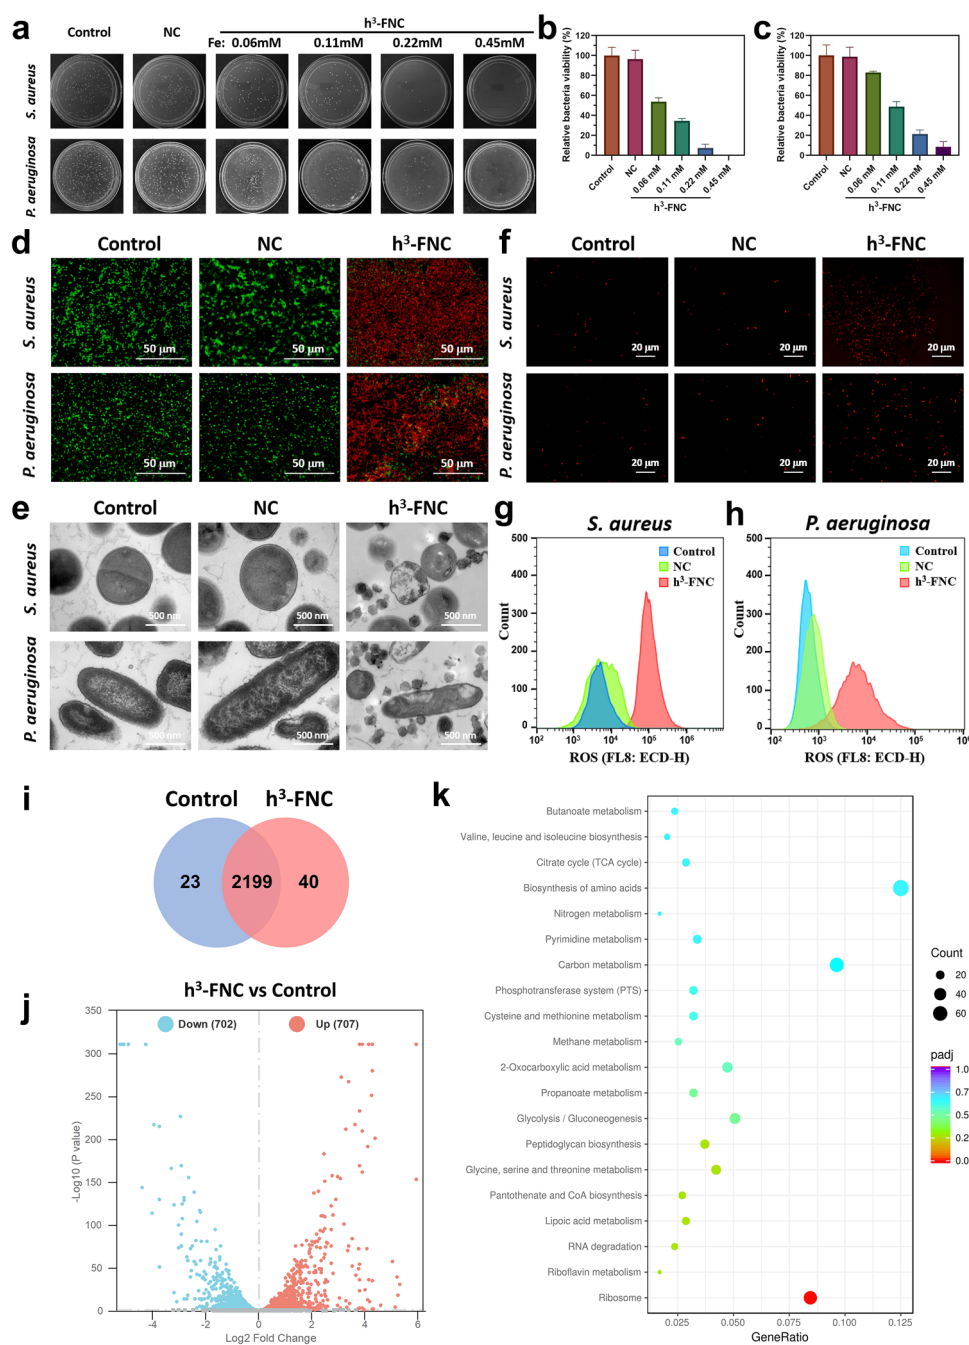 a
Control
NC
h³-FNC
Fe: 0.06mM
0.11mM
0.22mM
0.45mM
S. aureus
P. aeruginosa
b
Relative bacteria viability (%)
120
100
80
60
40
20
0
Control
NC
0.06 mM
0.11 mM
0.22 mM
0.45 mM
h³-FNC
c
Relative bacteria viability (%)
120
100
80
60
40
20
0
Control
NC
0.06 mM
0.11 mM
0.22 mM
0.45 mM
h³-FNC
d
Control
NC
h³-FNC
S. aureus
50 μm
50 μm
50 μm
P. aeruginosa
50 μm
50 μm
50 μm
f
Control
NC
h³-FNC
S. aureus
20 μm
20 μm
20 μm
P. aeruginosa
20 μm
20 μm
20 μm
e
Control
NC
h³-FNC
S. aureus
500 nm
500 nm
500 nm
P. aeruginosa
500 nm
500 nm
500 nm
g
S. aureus
500
400
300
200
100
0
Count
Control
NC
h³-FNC
10² 10³ 10⁴ 10⁵ 10⁶
ROS (FL8: ECD-H)
h
P. aeruginosa
500
400
300
200
100
0
Count
Control
NC
h³-FNC
10² 10³ 10⁴ 10⁵ 10⁶
ROS (FL8: ECD-H)
i
Control
h³-FNC
23
2199
40
j
h³-FNC vs Control
Down (702)
Up (707)
-Log10 (P value)
350
300
250
200
150
100
50
0
-4 -2 0 2 4 6
Log2 Fold Change
k
Butanoate metabolism
Valine, leucine and isoleucine biosynthesis
Citrate cycle (TCA cycle)
Biosynthesis of amino acids
Nitrogen metabolism
Pyrimidine metabolism
Carbon metabolism
Phosphotransferase system (PTS)
Cysteine and methionine metabolism
Methane metabolism
2-Oxocarboxylic acid metabolism
Propanoate metabolism
Glycolysis / Gluconeogenesis
Peptidoglycan biosynthesis
Glycine, serine and threonine metabolism
Pantothenate and CoA biosynthesis
Lipoic acid metabolism
RNA degradation
Riboflavin metabolism
Ribosome
0.025 0.050 0.075 0.100 0.125
GeneRatio
Count
20
40
60
padj
1.0
0.7
0.5
0.2
0.0